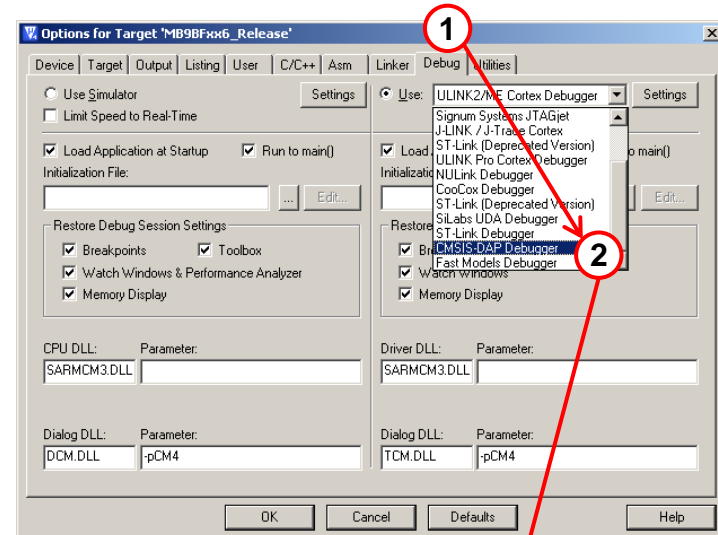 Options for Target 'MB9BFxx6_Release'
1
Device Target Output Listing User C/C++ Asm Linker Debug Utilities
Use Simulator Settings
Limit Speed to Real-Time
Use: ULINK2/ME Cortex Debugger Settings
Signum Systems JTAGjet
J-LINK / J-Trace Cortex
ST-Link (Deprecated Version)
ULINK Pro Cortex Debugger
NULink Debugger
CooCox Debugger
ST-Link (Deprecated Version)
SiLabs UDA Debugger
ST-Link Debugger
CMSIS-DAP Debugger
Fast Models Debugger
2
Load Application at Startup Run to main()
Load o main()
Initialization File:
... Edit...
Edit...
Restore Debug Session Settings
Restore
Breakpoints Toolbox
Watch Windows & Performance Analyzer
Watch Windows
Memory Display
Memory Display
CPU DLL: Parameter:
SARMCM3.DLL
Driver DLL: Parameter:
SARMCM3.DLL
Dialog DLL: Parameter:
DCM.DLL -pCM4
Dialog DLL: Parameter:
TCM.DLL -pCM4
OK Cancel Defaults Help